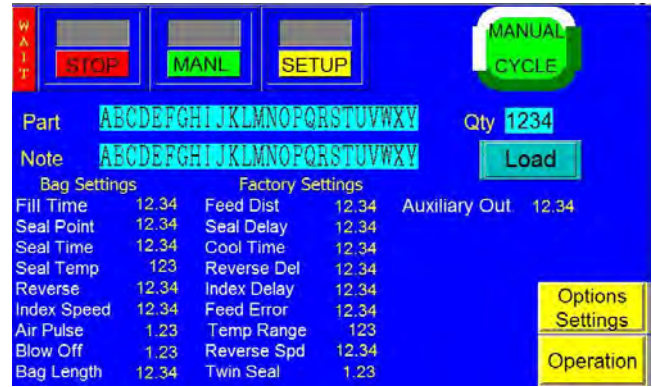 WAIT
STOP MANL SETUP MANUAL CYCLE
Part ABCDEFGHIJKLMNOPQRSTUVWXY Qty 1234
Note ABCDEFGHIJKLMNOPQRSTUVWXY Load
Bag Settings Factory Settings
Fill Time 12.34 Feed Dist 12.34 Auxiliary Out 12.34
Seal Point 12.34 Seal Delay 12.34
Seal Time 12.34 Cool Time 12.34
Seal Temp 123 Reverse Del 12.34
Reverse 12.34 Index Delay 12.34
Index Speed 12.34 Feed Error 12.34
Air Pulse 1.23 Temp Range 123
Blow Off 1.23 Reverse Spd 12.34
Bag Length 12.34 Twin Seal 1.23
Options
Settings
Operation